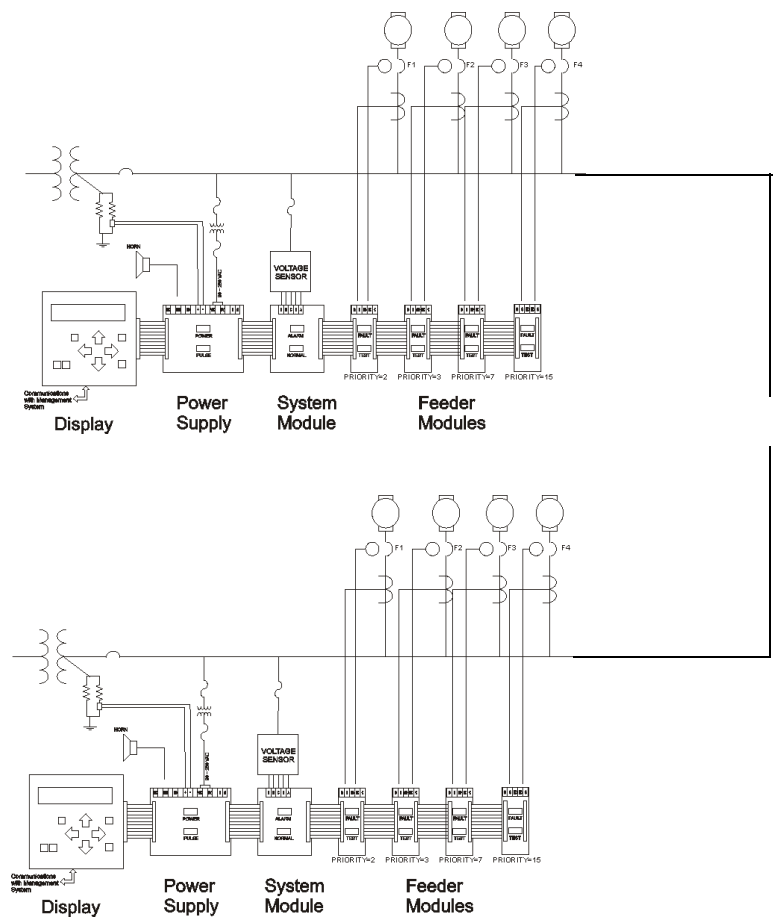 F1
F2
F3
F4
HORN
VOLTAGE
SENSOR
POWER
PULSE
ALARM
NORMAL
FAULT
TEST
FAULT
TEST
FAULT
TEST
FAULT
TEST
PRIORITY=2
PRIORITY=3
PRIORITY=7
PRIORITY=15
Communications
with Management
System
Display
Power
Supply
System
Module
Feeder
Modules
F1
F2
F3
F4
HORN
VOLTAGE
SENSOR
POWER
PULSE
ALARM
NORMAL
FAULT
TEST
FAULT
TEST
FAULT
TEST
FAULT
TEST
PRIORITY=2
PRIORITY=3
PRIORITY=7
PRIORITY=15
Communications
with Management
System
Display
Power
Supply
System
Module
Feeder
Modules